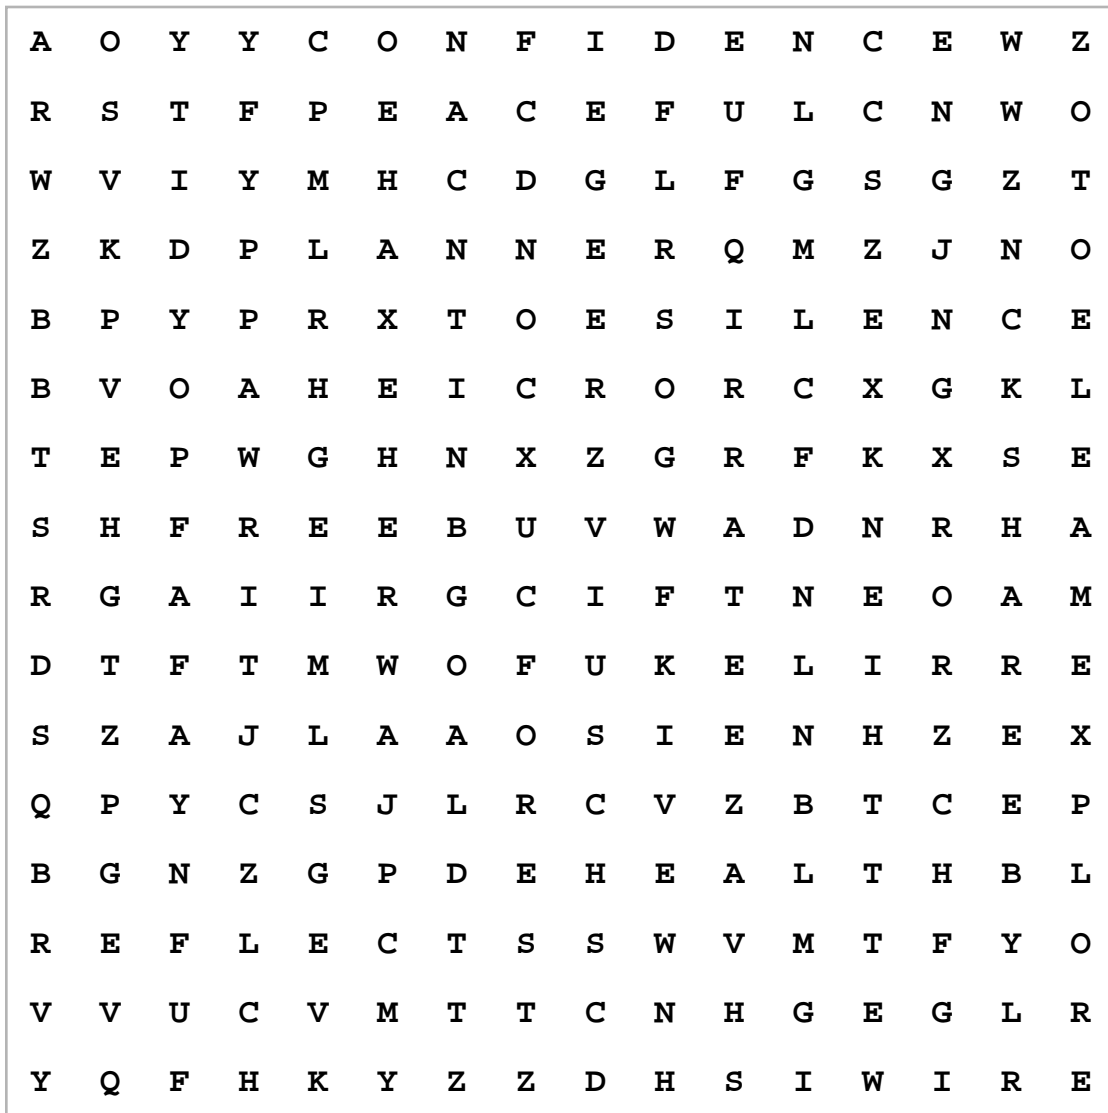 A O Y Y C O N F I D E N C E W Z
R S T F P E A C E F U L C N W O
W V I Y M H C D G L F G S G Z T
Z K D P L A N N E R Q M Z J N O
B P Y P R X T O E S I L E N C E
B V O A H E I C R O R C X G K L
T E P W G H N X Z G R F K X S E
S H F R E E B U V W A D N R H A
R G A I I R G C I F T N E O A M
D T F T M W O F U K E L I R R E
S Z A J L A A O S I E N H Z E X
Q P Y C S J L R C V Z B T C E P
B G N Z G P D E H E A L T H B L
R E F L E C T S S W V M T F Y O
V V U C V M T T C N H G E G L R
Y Q F H K Y Z Z D H S I W I R E